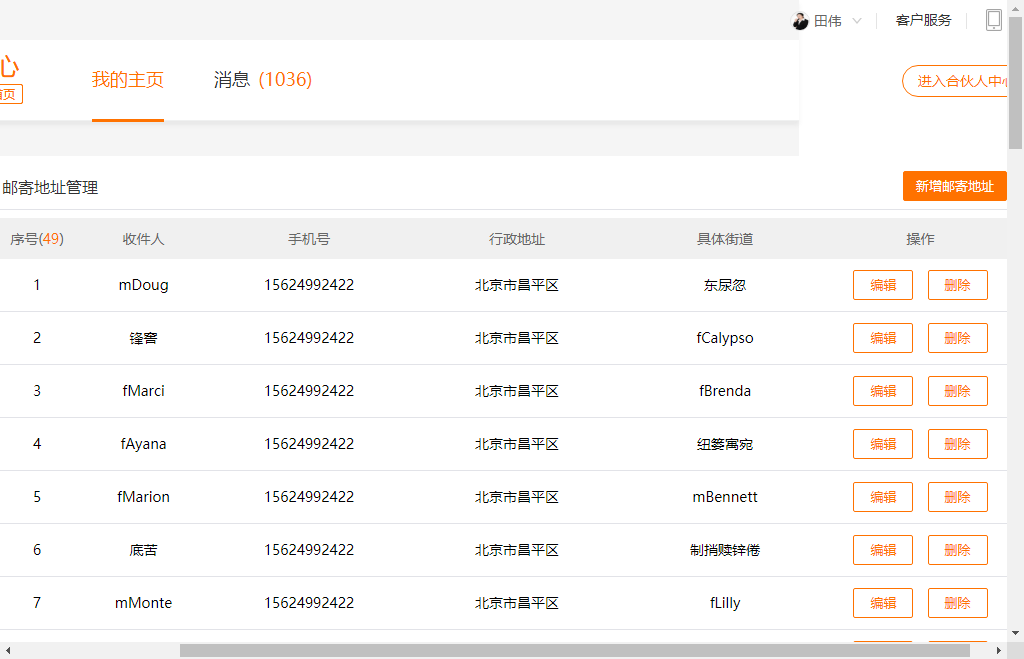 田伟 客户服务
心
我的主页 消息 (1036) 进入合伙人中心
首页
邮寄地址管理 新增邮寄地址
序号(49) 收件人 手机号 行政地址 具体街道 操作
1 mDoug 15624992422 北京市昌平区 东尿忽 编辑 删除
2 锋窨 15624992422 北京市昌平区 fCalypso 编辑 删除
3 fMarci 15624992422 北京市昌平区 fBrenda 编辑 删除
4 fAyana 15624992422 北京市昌平区 纽篓寓宛 编辑 删除
5 fMarion 15624992422 北京市昌平区 mBennett 编辑 删除
6 底苦 15624992422 北京市昌平区 制捎赎锌倦 编辑 删除
7 mMonte 15624992422 北京市昌平区 fLilly 编辑 删除